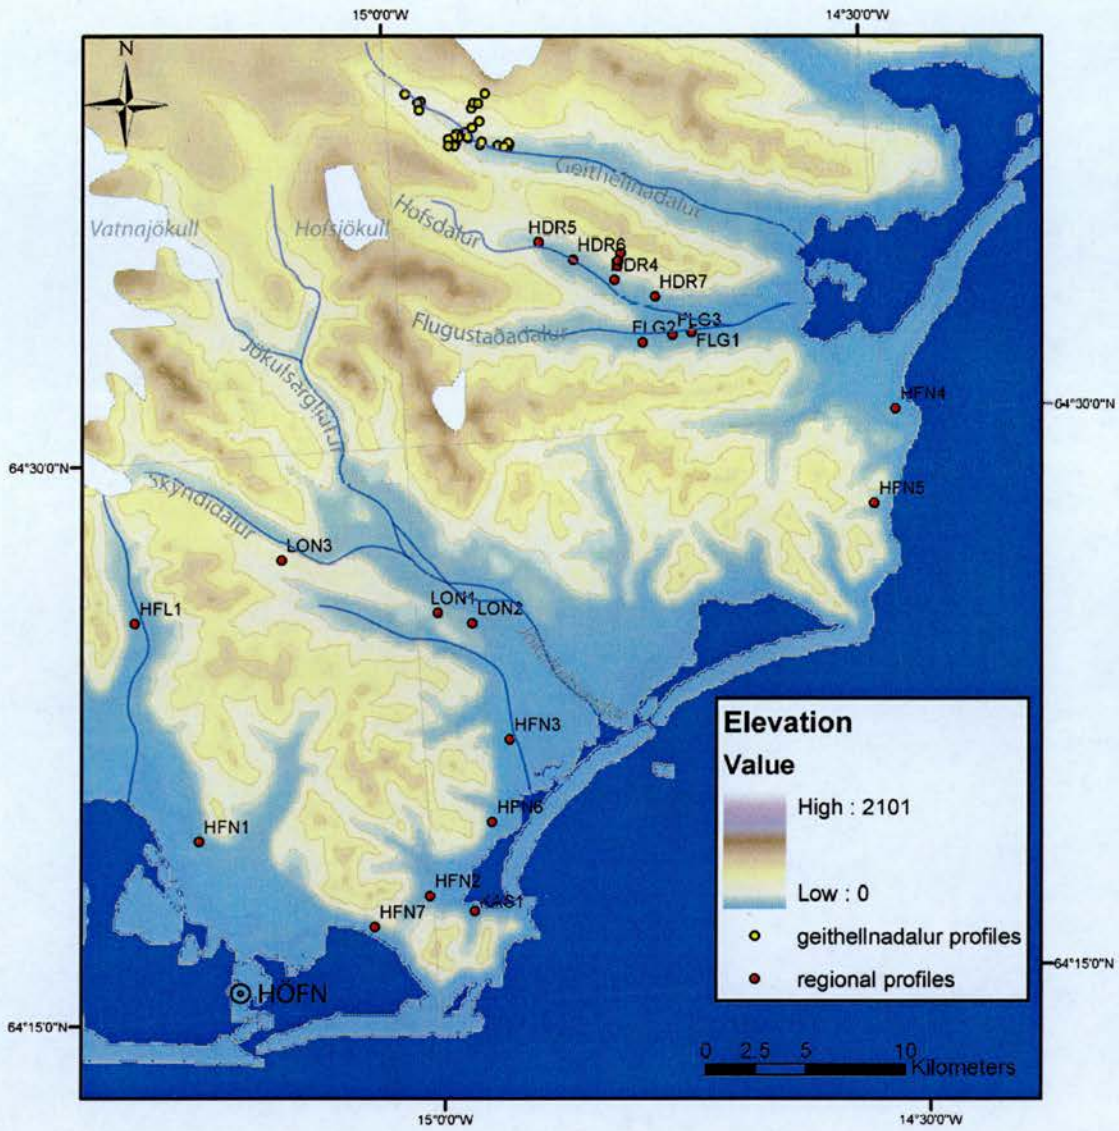 15°0'0"W
14°30'0"W
N
Geithellnadalur
Hofsdalur
Vatnajökull
Hofsjökull
HDR5
HDR6
HDR4
HDR7
Flugustaðadalur
FLG2
FLG3
FLG1
HFN4
64°30'0"N
64°30'0"N
HFN5
Skyndidalur
LON3
LON1
LON2
HFL1
HFN3
HFN6
HFN1
HFN2
KAS1
HFN7
HÖFN
Elevation
Value
High : 2101
Low : 0
geithellnadalur profiles
regional profiles
64°15'0"N
64°15'0"N
0 2.5 5 10
Kilometers
15°0'0"W
14°30'0"W